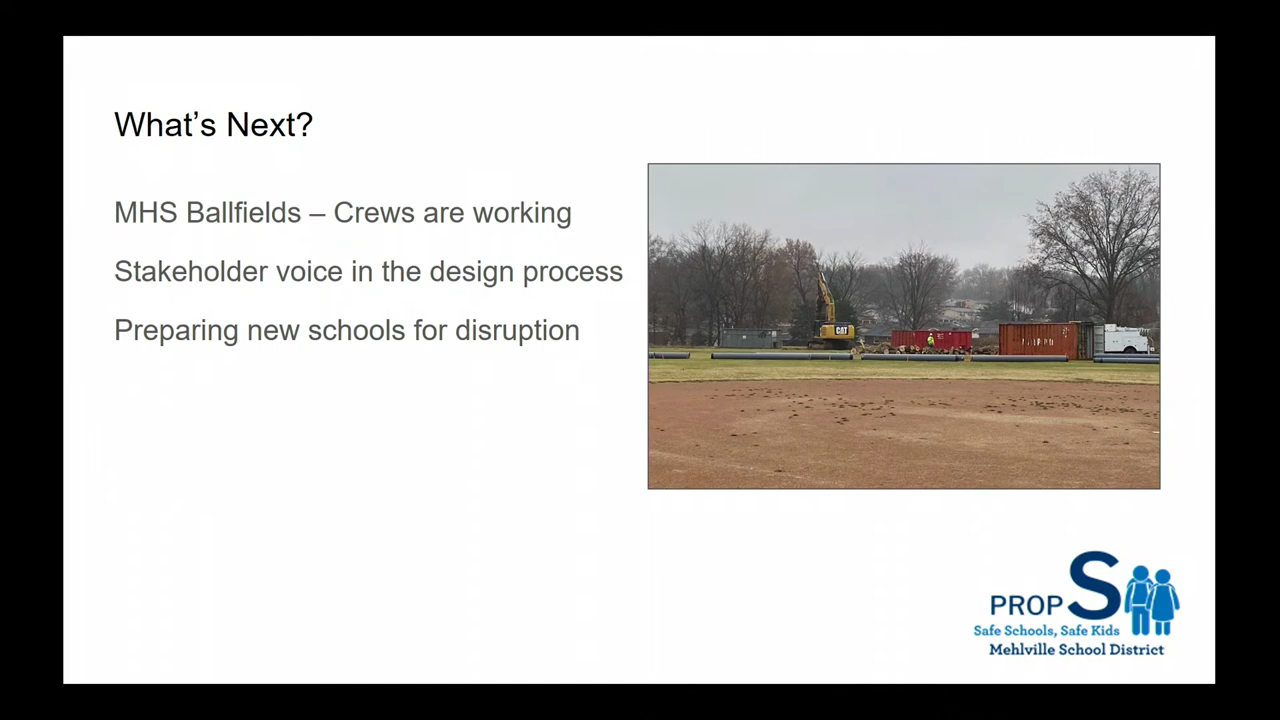 What’s Next?
MHS Ballfields – Crews are working
Stakeholder voice in the design process
Preparing new schools for disruption
CAT
PROP S
Safe Schools, Safe Kids
Mehlville School District